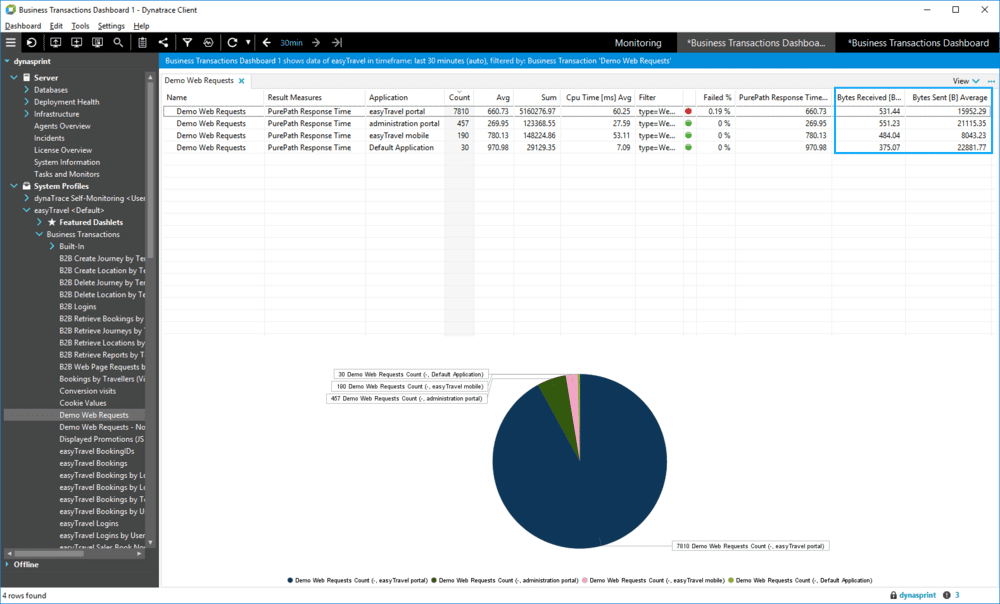 Business Transactions Dashboard 1 - Dynatrace Client
Dashboard Edit Tools Settings Help
30min
Monitoring
*Business Transactions Dashboa...
*Business Transactions Dashboard
dynasprint
Server
Databases
Deployment Health
Infrastructure
Agents Overview
Incidents
License Overview
System Information
Tasks and Monitors
System Profiles
dynaTrace Self-Monitoring <User
easyTravel <Default>
Featured Dashlets
Business Transactions
Built-In
B2B Create Journey by Te
B2B Create Location by Te
B2B Delete Journey by Te
B2B Delete Location by Te
B2B Logins
B2B Retrieve Bookings by
B2B Retrieve Journeys by T
B2B Retrieve Locations by
B2B Retrieve Reports by T
B2B Web Page Requests b
Bookings by Travellers (Vi
Conversion visits
Cookie Values
Demo Web Requests
Demo Web Requests - No
Displayed Promotions (JS
easyTravel BookingIDs
easyTravel Bookings
easyTravel Bookings by Lo
easyTravel Bookings by Lo
easyTravel Bookings by T
easyTravel Bookings by U
easyTravel Logins
easyTravel Logins by User
easyTravel Sales Book Now
Offline
Business Transactions Dashboard 1 shows data of easyTravel in timeframe: last 30 minutes (auto), filtered by: Business Transaction 'Demo Web Requests'
Demo Web Requests
View
Name Result Measures Application Count Avg Sum Cpu Time [ms] Avg Filter Failed % PurePath Response Time... Bytes Received [B... Bytes Sent [B] Average
Demo Web Requests PurePath Response Time easyTravel portal 7810 660.73 5160276.97 60.25 type=We... 0.19 % 660.73 531.44 15952.29
Demo Web Requests PurePath Response Time administration portal 457 269.95 123368.55 27.59 type=We... 0 % 269.95 551.23 21115.35
Demo Web Requests PurePath Response Time easyTravel mobile 190 780.13 148224.86 53.11 type=We... 0 % 780.13 484.04 8043.23
Demo Web Requests PurePath Response Time Default Application 30 970.98 29129.35 7.09 type=We... 0 % 970.98 375.07 22881.77
30 Demo Web Requests Count (-, Default Application)
190 Demo Web Requests Count (-, easyTravel mobile)
457 Demo Web Requests Count (-, administration portal)
7810 Demo Web Requests Count (-, easyTravel portal)
Demo Web Requests Count (-, easyTravel portal) Demo Web Requests Count (-, administration portal) Demo Web Requests Count (-, easyTravel mobile) Demo Web Requests Count (-, Default Application)
4 rows found
dynasprint
3